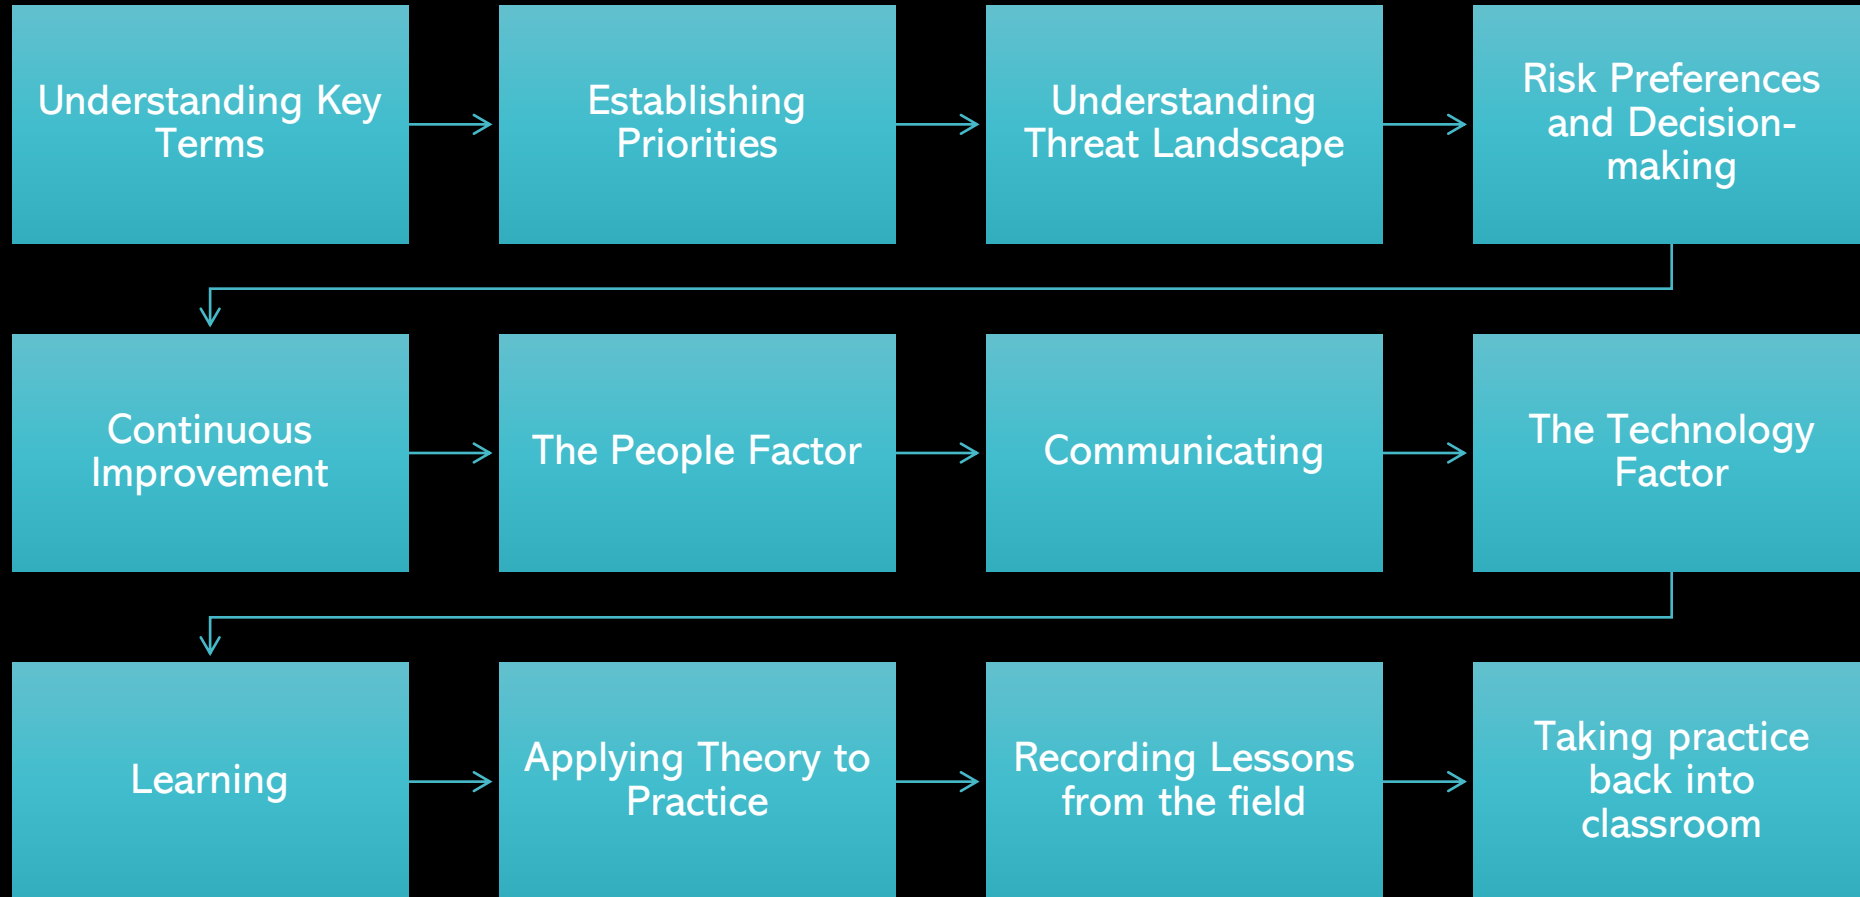 Understanding Key
Terms
Establishing
Priorities
Understanding
Threat Landscape
Risk Preferences
and Decision-
making
Continuous
Improvement
The People Factor
Communicating
The Technology
Factor
Learning
Applying Theory to
Practice
Recording Lessons
from the field
Taking practice
back into
classroom